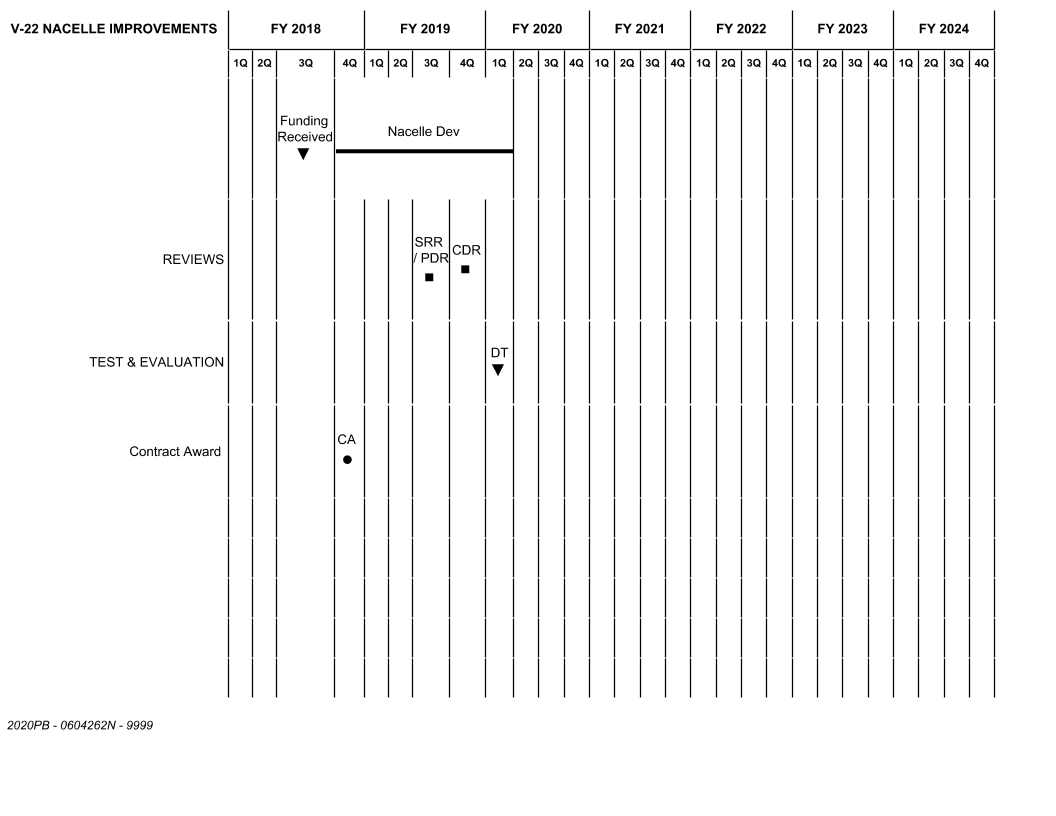 V-22 NACELLE IMPROVEMENTS FY 2018 FY 2019 FY 2020 FY 2021 FY 2022 FY 2023 FY 2024
1Q 2Q 3Q 4Q 1Q 2Q 3Q 4Q 1Q 2Q 3Q 4Q 1Q 2Q 3Q 4Q 1Q 2Q 3Q 4Q 1Q 2Q 3Q 4Q 1Q 2Q 3Q 4Q
Funding
Received
Nacelle Dev
REVIEWS
SRR
/ PDR
CDR
TEST & EVALUATION
DT
Contract Award
CA
2020PB - 0604262N - 9999